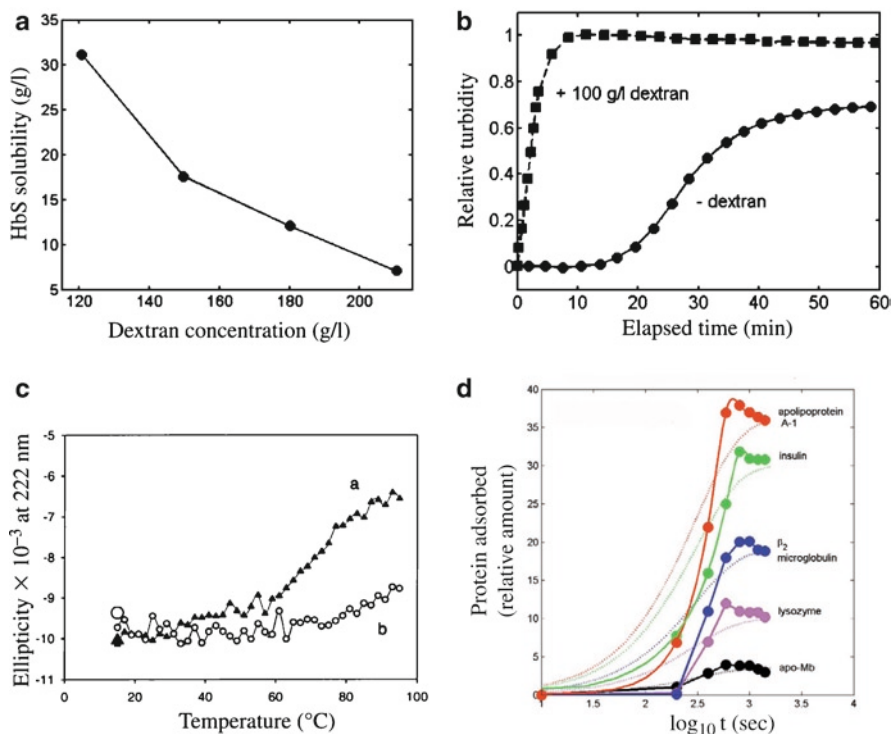 a
HbS solubility (g/l)
35
30
25
20
15
10
5
120 140 160 180 200
Dextran concentration (g/l)
b
Relative turbidity
1
0.8
0.6
0.4
0.2
0
+ 100 g/l dextran
- dextran
0 10 20 30 40 50 60
Elapsed time (min)
c
Ellipticity × 10⁻³ at 222 nm
-5
-6
-7
-8
-9
-10
-11
a
b
0 20 40 60 80 100
Temperature (°C)
d
Protein adsorbed
(relative amount)
40
35
30
25
20
15
10
5
0
apolipoprotein
A-1
insulin
β₂
microglobulin
lysozyme
apo-Mb
1 1.5 2 2.5 3 3.5 4
log₁₀ t (sec)